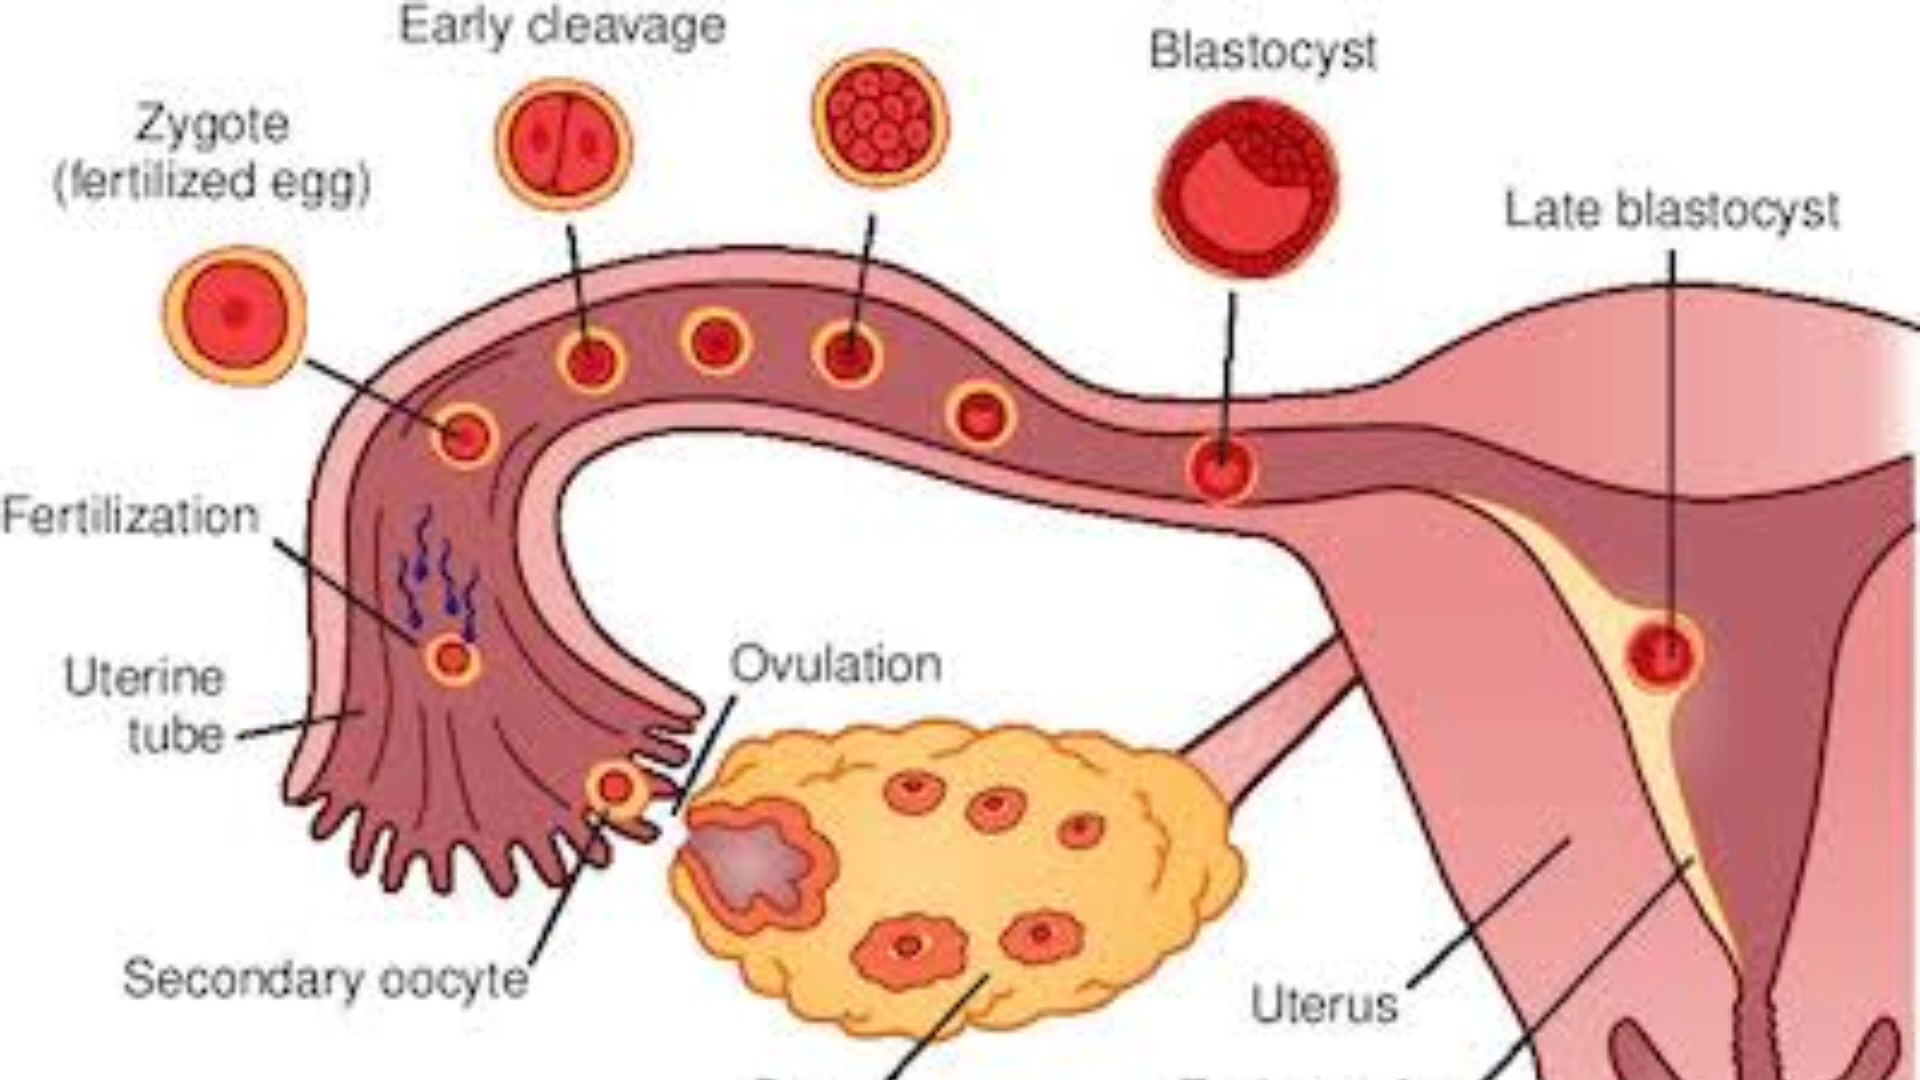 Early cleavage
Blastocyst
Zygote
(fertilized egg)
Late blastocyst
Fertilization
Uterine
tube
Ovulation
Secondary oocyte
Uterus